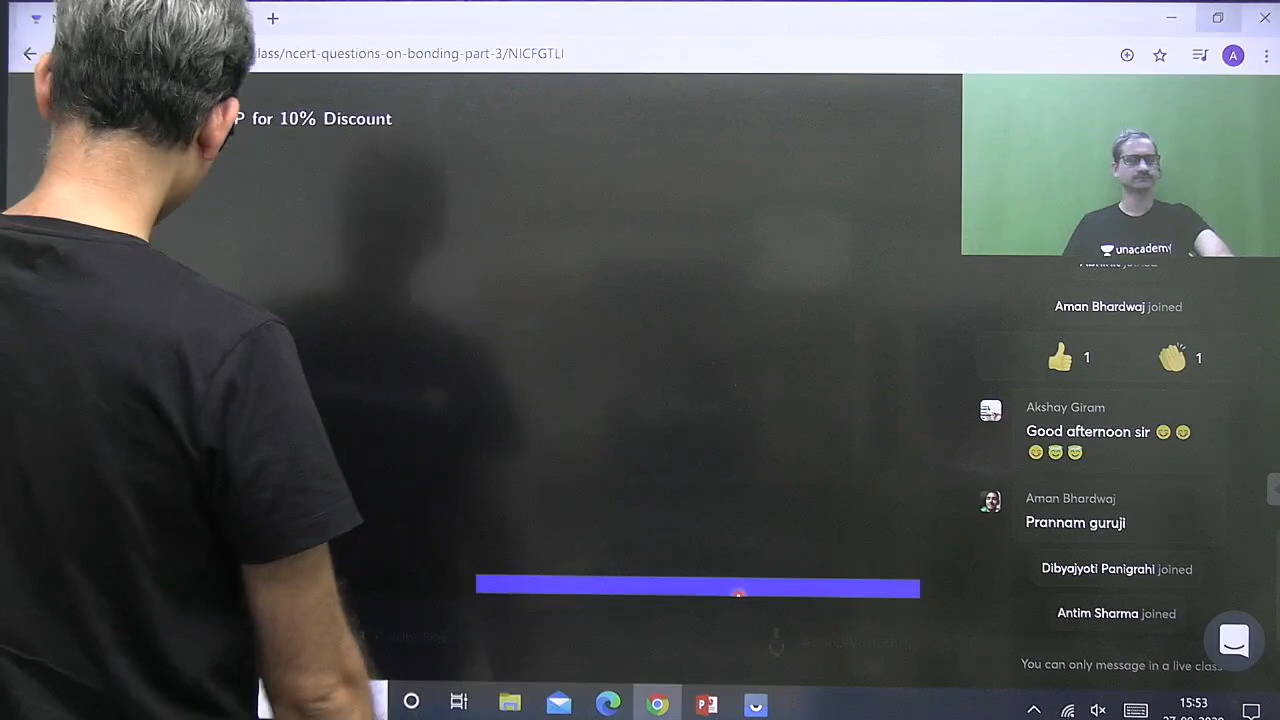 lass/ncert-questions-on-bonding-part-3/NICFGTLI
A
P for 10% Discount
unacademy
Aman Bhardwaj joined
1
1
Akshay Giram
Good afternoon sir 😊 😊
😊 😇 😇
Aman Bhardwaj
Prannam guruji
Dibyajyoti Panigrahi joined
Antim Sharma joined
You can only message in a live class
15:53